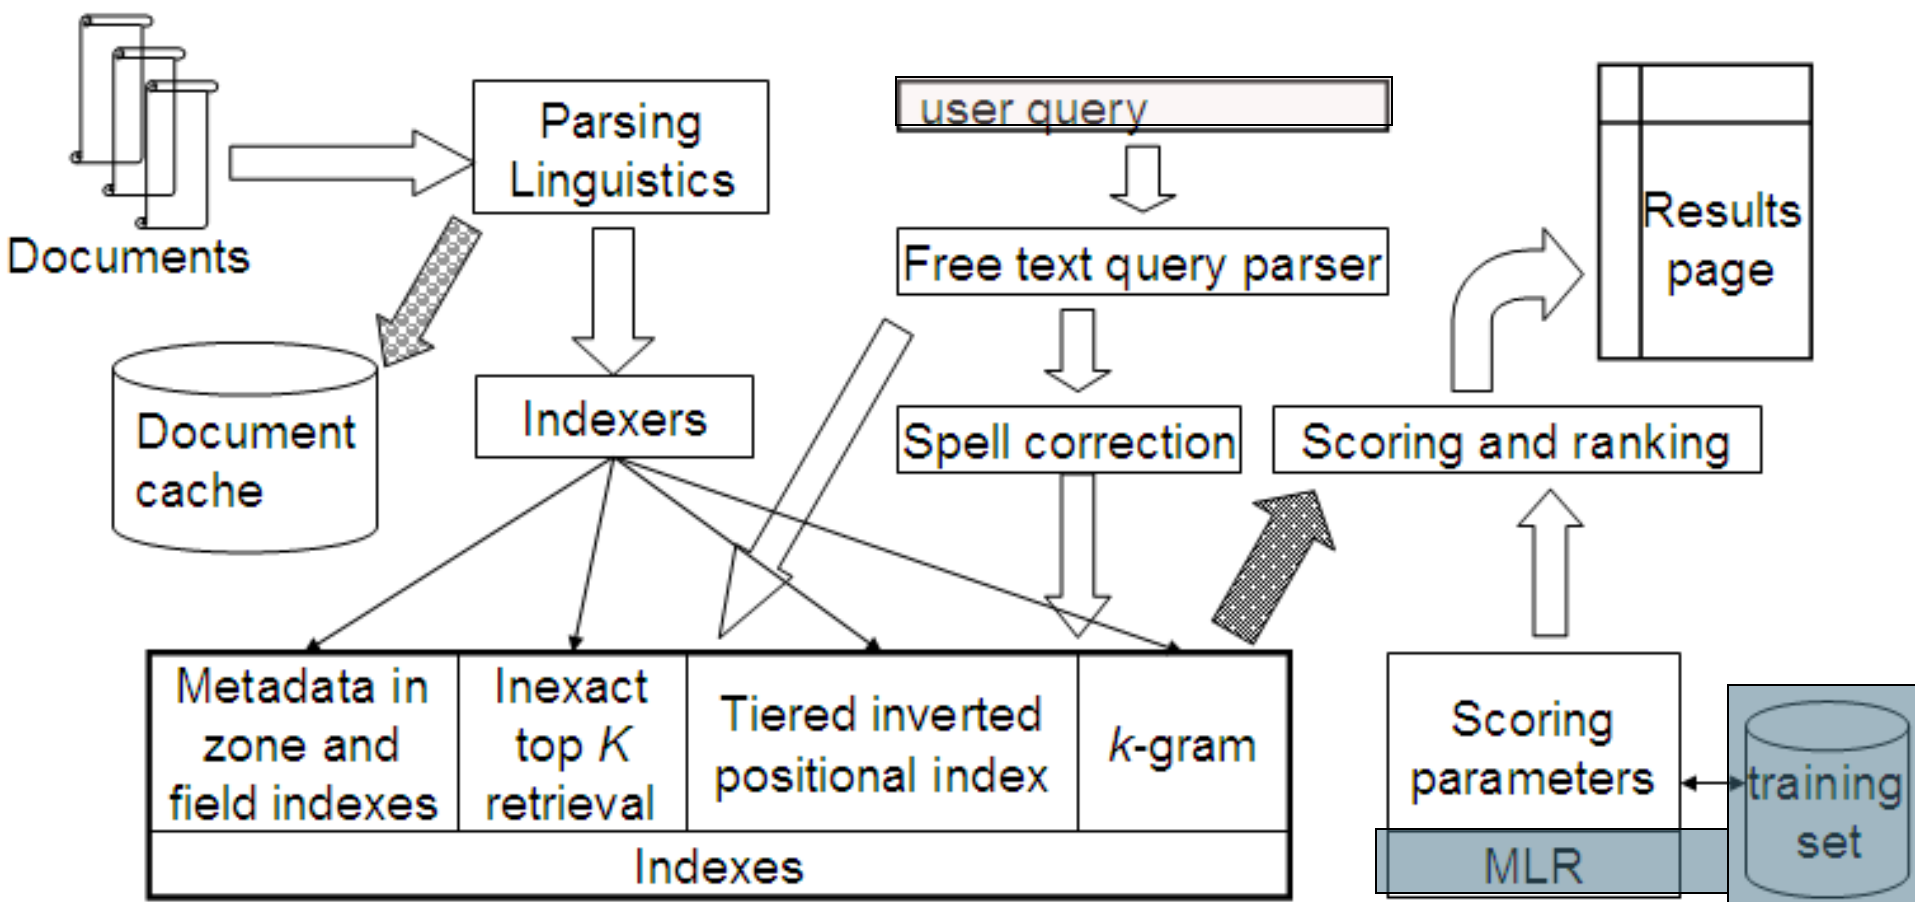 Documents
Parsing
Linguistics
user query
Free text query parser
Results
page
Document
cache
Indexers
Spell correction
Scoring and ranking
Metadata in
zone and
field indexes
Inexact
top K
retrieval
Tiered inverted
positional index
k-gram
Indexes
Scoring
parameters
MLR
training
set